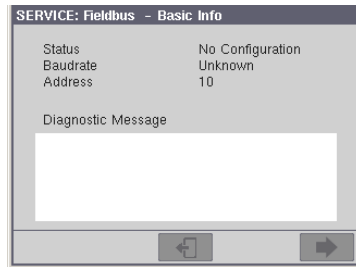 SERVICE: Fieldbus - Basic Info
Status No Configuration
Baudrate Unknown
Address 10
Diagnostic Message